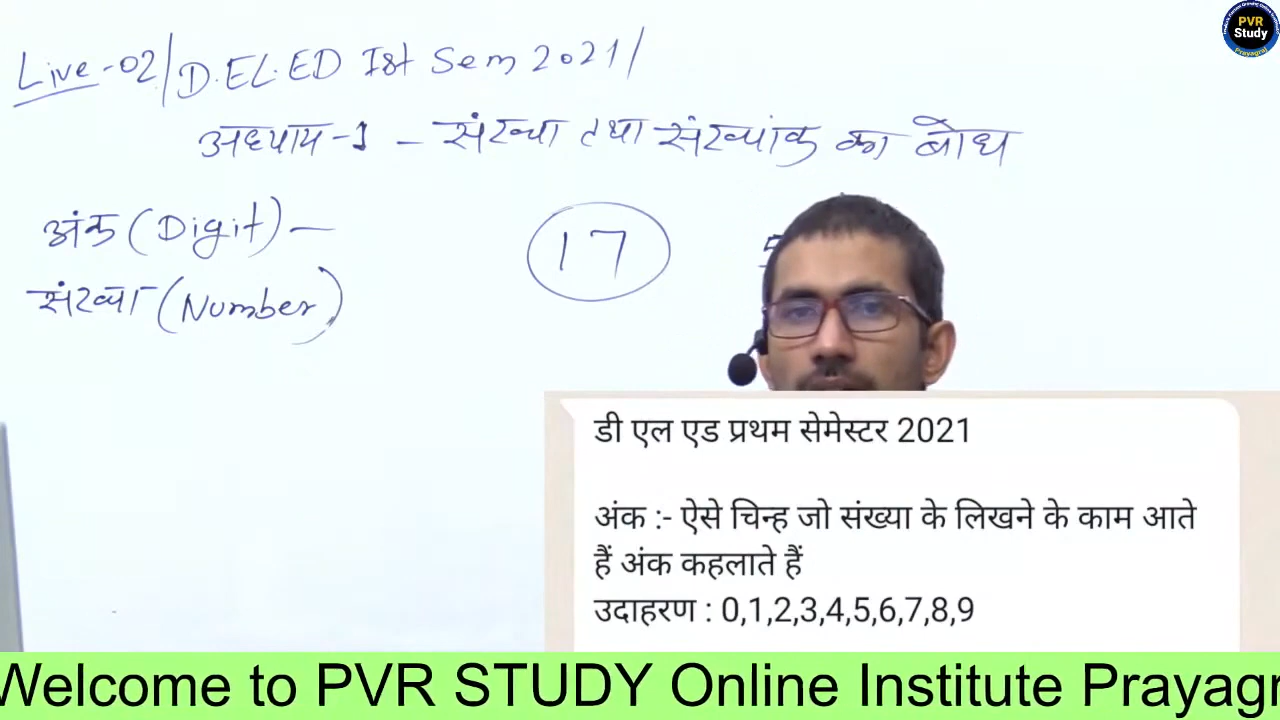 Live-02/D.EL.ED Ist Sem 2021/
अध्याय-1 - संख्या तथा संख्यांक का बोध
अंक (Digit) —
संख्या (Number)
17
PVR
Study
Prayagraj
डी एल एड प्रथम सेमेस्टर 2021
अंक :- ऐसे चिन्ह जो संख्या के लिखने के काम आते
हैं अंक कहलाते हैं
उदाहरण : 0,1,2,3,4,5,6,7,8,9
Welcome to PVR STUDY Online Institute Prayagr